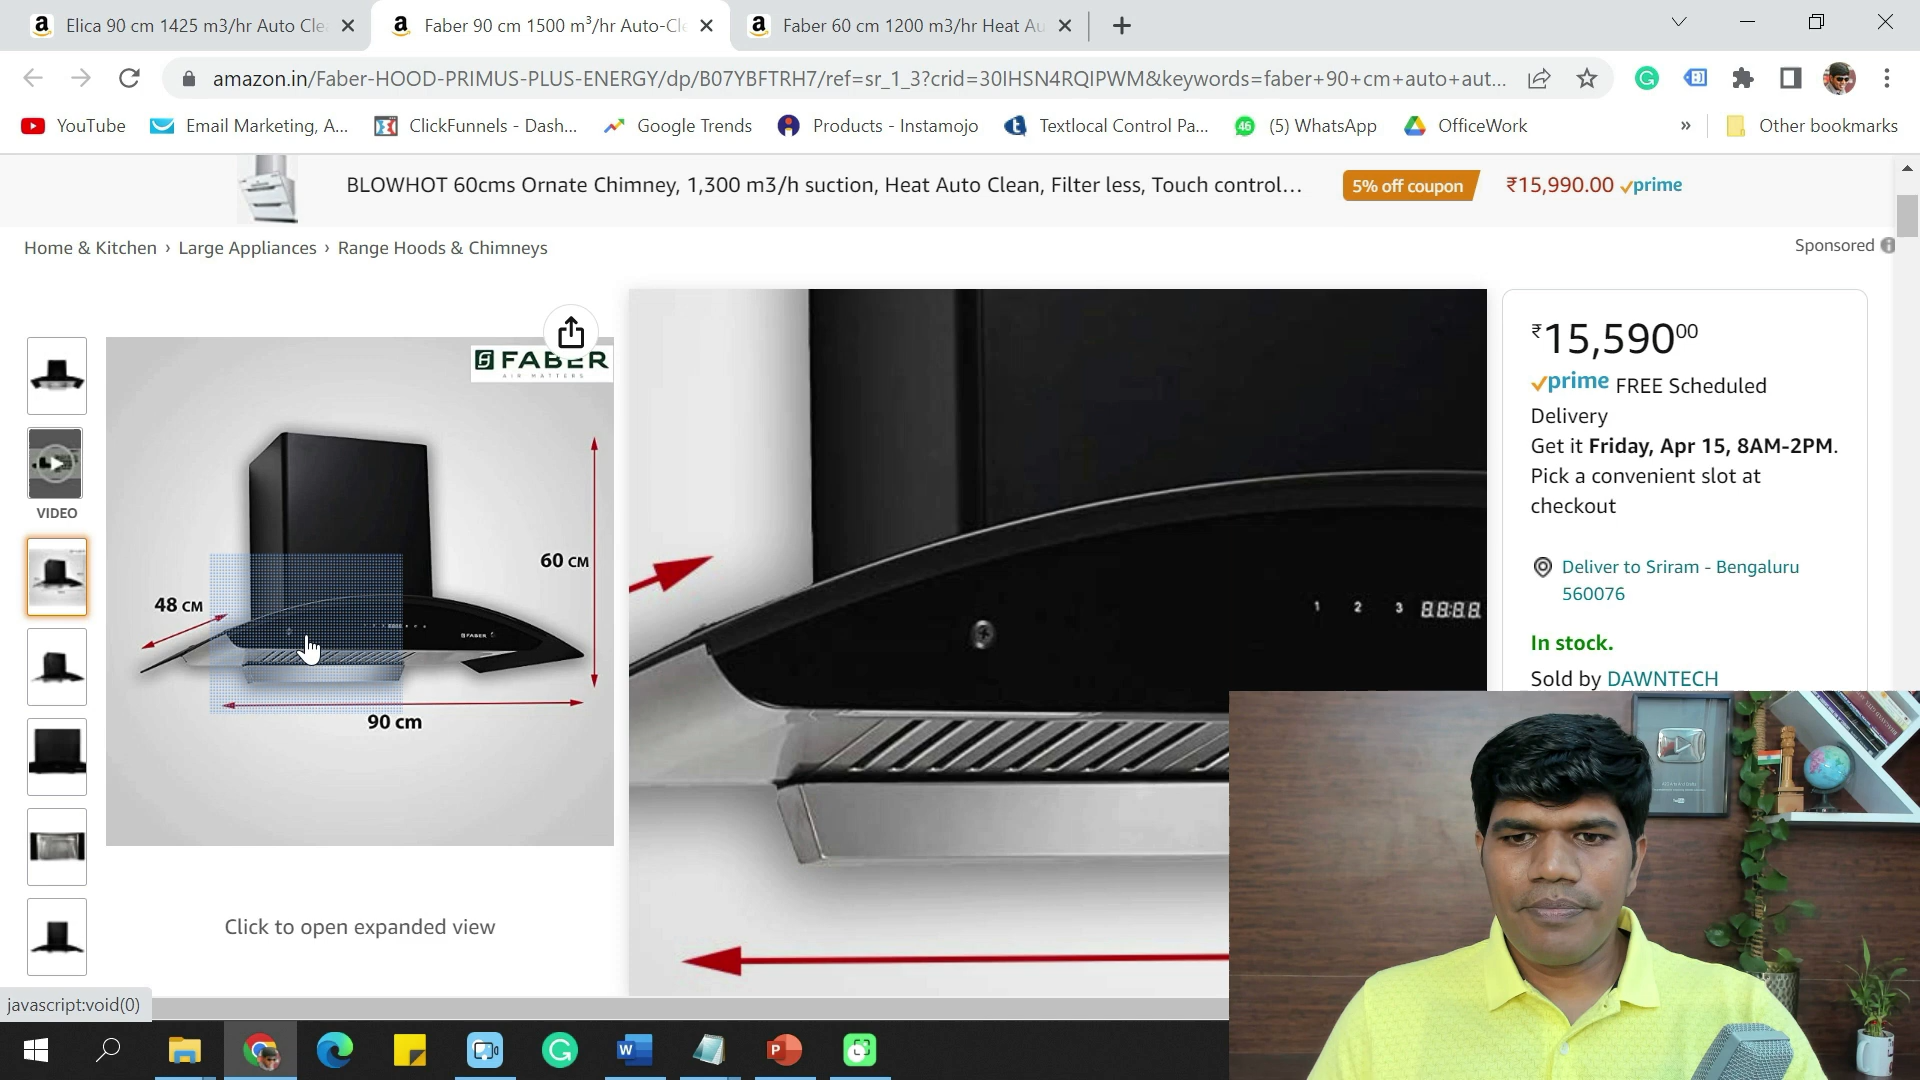 Elica 90 cm 1425 m3/hr Auto Cle
Faber 90 cm 1500 m³/hr Auto-Cle
Faber 60 cm 1200 m3/hr Heat Au
amazon.in/Faber-HOOD-PRIMUS-PLUS-ENERGY/dp/B07YBFTRH7/ref=sr_1_3?crid=30IHSN4RQIPWM&keywords=faber+90+cm+auto+aut...
YouTube
Email Marketing, A...
ClickFunnels - Dash...
Google Trends
Products - Instamojo
Textlocal Control Pa...
46
(5) WhatsApp
OfficeWork
»
Other bookmarks
BLOWHOT 60cms Ornate Chimney, 1,300 m3/h suction, Heat Auto Clean, Filter less, Touch control...
5% off coupon
₹15,990.00 prime
Home & Kitchen › Large Appliances › Range Hoods & Chimneys
Sponsored
FABER
AIR MATTERS
60 CM
48 CM
FABER
90 cm
VIDEO
1 2 3 88:88
Click to open expanded view
₹15,59000
prime FREE Scheduled
Delivery
Get it Friday, Apr 15, 8AM-2PM.
Pick a convenient slot at
checkout
Deliver to Sriram - Bengaluru
560076
In stock.
Sold by DAWNTECH
javascript:void(0)